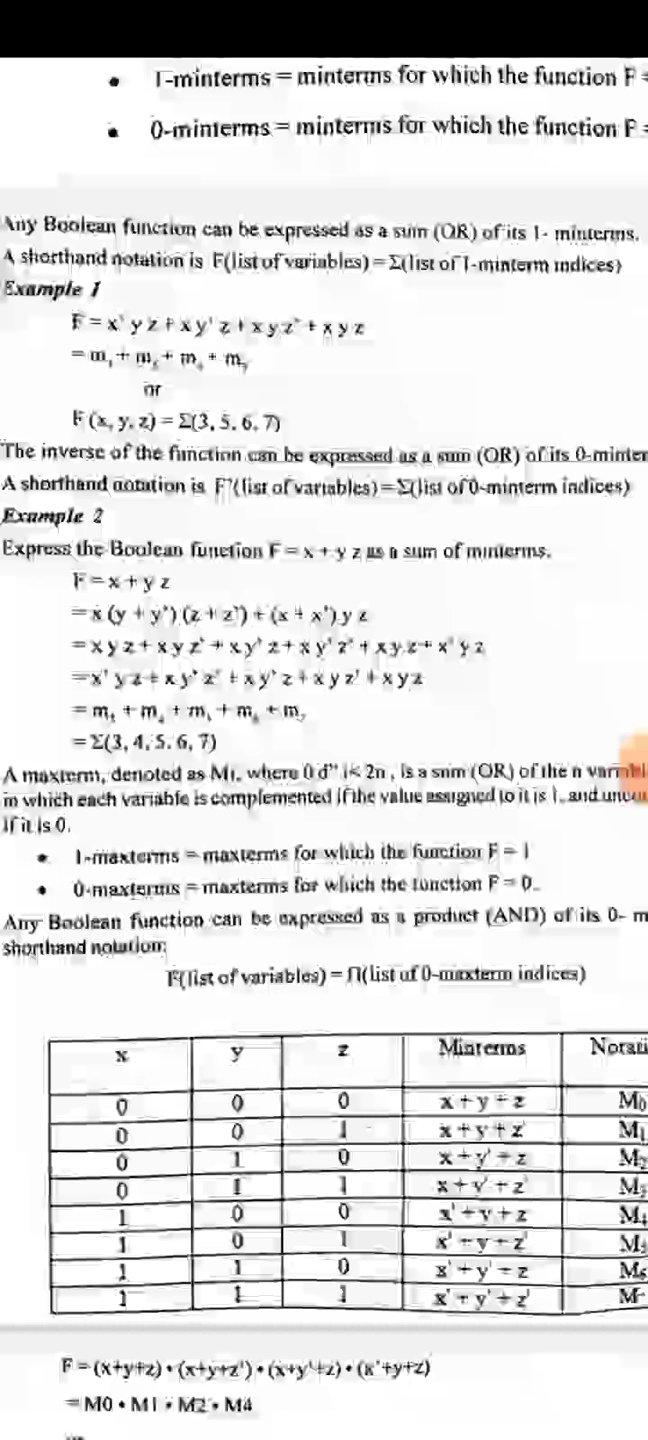 • 1-minterms = minterms for which the function F =
• 0-minterms = minterms for which the function F =
Any Boolean function can be expressed as a sum (OR) of its 1- minterms.
A shorthand notation is F(list of variables) = Σ(list of 1-minterm indices)
Example 1
F = x' y z + x y' z + x y z' + x y z
= m + m + m + m
or
F (x, y, z) = Σ(3, 5, 6, 7)
The inverse of the function can be expressed as a sum (OR) of its 0-minter
A shorthand notation is F'(list of variables) = Σ(list of 0-minterm indices)
Example 2
Express the Boolean function F = x + y z as a sum of minterms.
F = x + y z
= x (y + y') (z + z') + (x + x') y z
= x y z + x y z' + x y' z + x y' z' + x y z + x' y z
= x' y z + x y' z' + x y' z + x y z' + x y z
= m + m + m + m + m
= Σ(3, 4, 5, 6, 7)
A maxterm, denoted as Mi, where 0 d" i < 2n , is a sum (OR) of the n variabl
in which each variable is complemented if the value assigned to it is 1, and
if it is 0.
• 1-maxterms = maxterms for which the function F = 1
• 0-maxterms = maxterms for which the function F = 0.
Any Boolean function can be expressed as a product (AND) of its 0- m
shorthand notation:
F(list of variables) = Π(list of 0-maxterm indices)
x y z Minterms Notati
0 0 0 x + y + z M0
0 0 1 x + y + z' M1
0 1 0 x + y' + z M2
0 1 1 x + y' + z' M3
1 0 0 x' + y + z M4
1 0 1 x' + y + z' M5
1 1 0 x' + y' + z M6
1 1 1 x' + y' + z' M
F = (x+y+z) • (x+y+z') • (x+y'+z) • (x'+y+z)
= M0 • M1 • M2 • M4